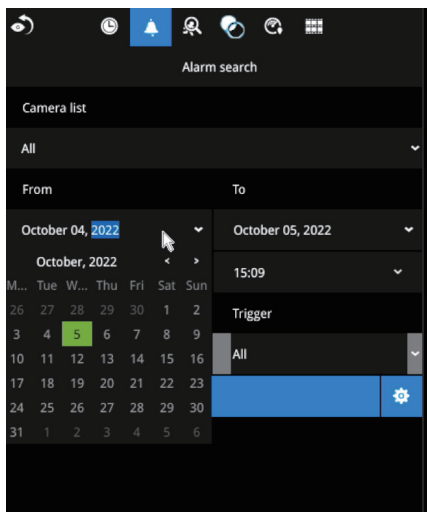 Alarm search
Camera list
All
From To
October 04, 2022 October 05, 2022
October, 2022 < >
15:09
M... Tue W... Thu Fri Sat Sun
26 27 28 29 30 1 2
Trigger
3 4 5 6 7 8 9
All
10 11 12 13 14 15 16
17 18 19 20 21 22 23
24 25 26 27 28 29 30
31 1 2 3 4 5 6